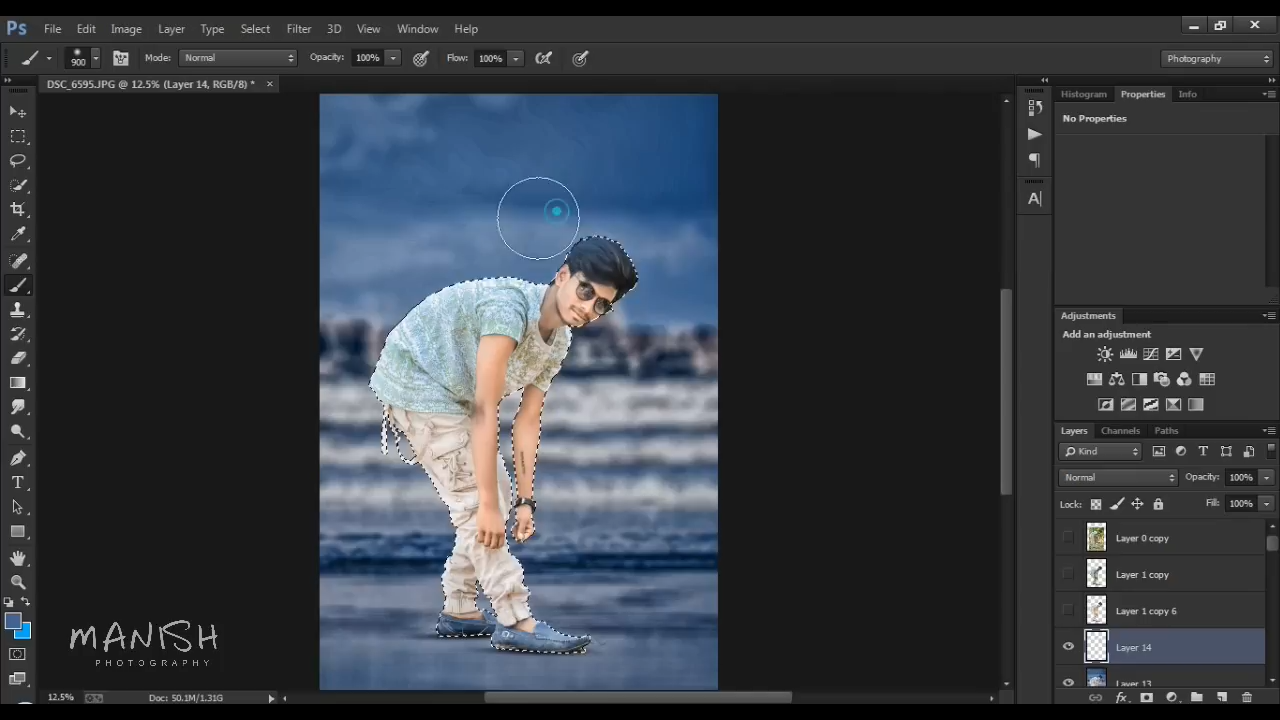 Ps File Edit Image Layer Type Select Filter 3D View Window Help
900 Mode: Normal Opacity: 100% Flow: 100% Photography
DSC_6595.JPG @ 12.5% (Layer 14, RGB/8) *
Histogram Properties Info
No Properties
Adjustments
Add an adjustment
Layers Channels Paths
Kind
Normal Opacity: 100%
Lock: Fill: 100%
Layer 0 copy
Layer 1 copy
Layer 1 copy 6
Layer 14
Layer 13
MANISH
PHOTOGRAPHY
12.5% Doc: 50.1M/1.31G